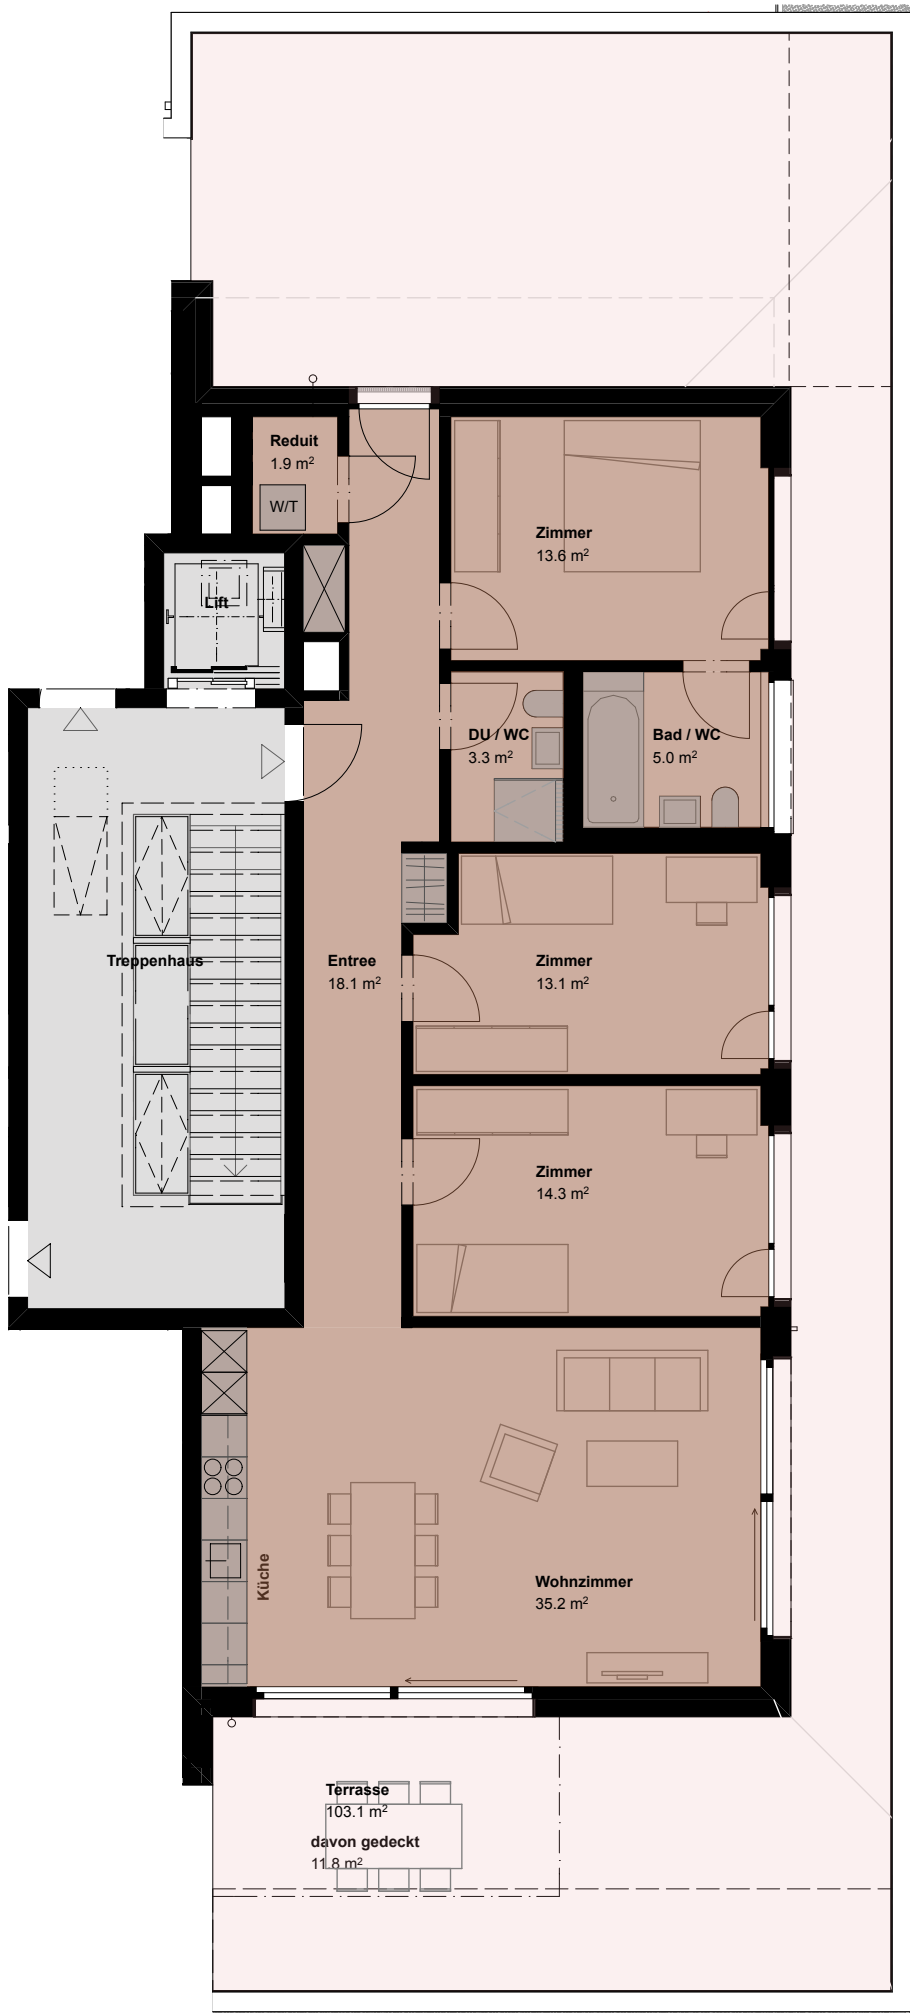 Reduit
1.9 m²
W/T
Zimmer
13.6 m²
Lift
DU / WC
3.3 m²
Bad / WC
5.0 m²
Treppenhaus
Entree
18.1 m²
Zimmer
13.1 m²
Zimmer
14.3 m²
Küche
Wohnzimmer
35.2 m²
Terrasse
103.1 m²
davon gedeckt
11.8 m²